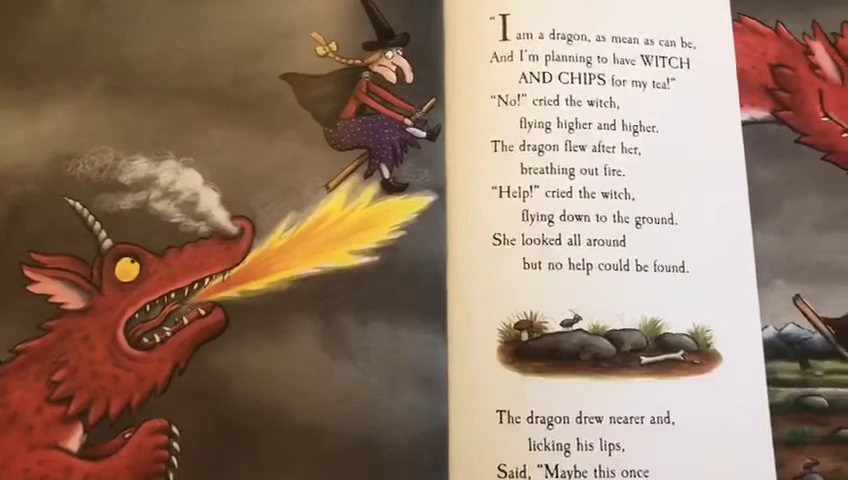 "I am a dragon, as mean as can be,
And I'm planning to have WITCH
AND CHIPS for my tea!"
"No!" cried the witch,
flying higher and higher.
The dragon flew after her,
breathing out fire.
"Help!" cried the witch,
flying down to the ground.
She looked all around
but no help could be found.
The dragon drew nearer and,
licking his lips,
Said, "Maybe this once